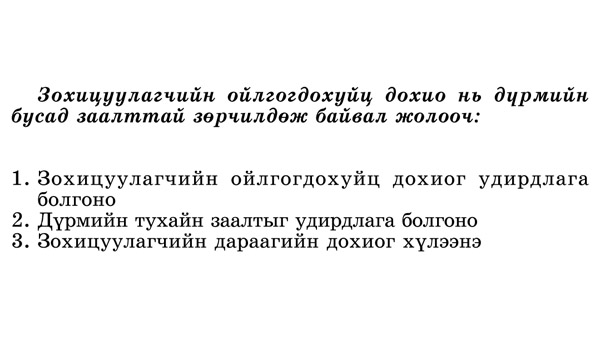 Зохицуулагчийн ойлгогдохуйц дохио нь дүрмийн
бусад заалттай зөрчилдөж байвал жолооч:
1. Зохицуулагчийн ойлгогдохуйц дохиог удирдлага
болгоно
2. Дүрмийн тухайн заалтыг удирдлага болгоно
3. Зохицуулагчийн дараагийн дохиог хүлээнэ